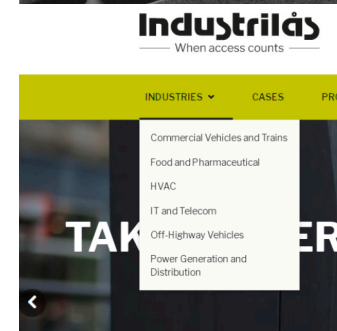 Industrilås
When access counts
INDUSTRIES CASES
Commercial Vehicles and Trains
Food and Pharmaceutical
HVAC
IT and Telecom
Off-Highway Vehicles
Power Generation and
Distribution